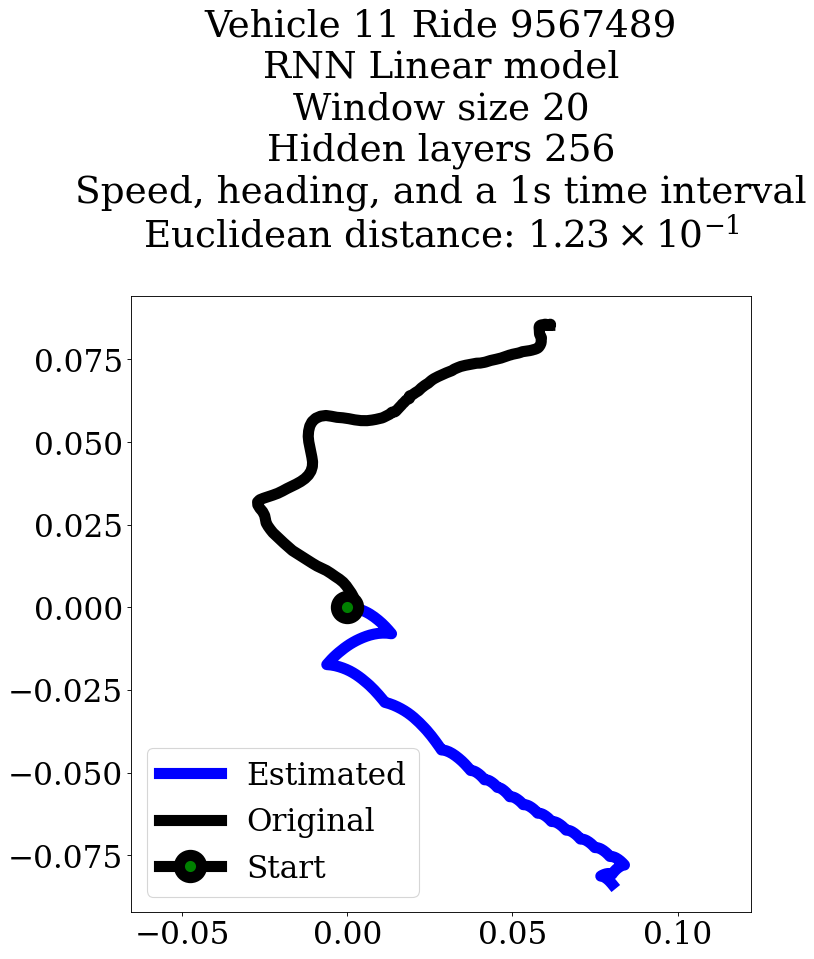 Vehicle 11 Ride 9567489
RNN Linear model
Window size 20
Hidden layers 256
Speed, heading, and a 1s time interval
Euclidean distance: 1.23 × 10⁻¹
0.075
0.050
0.025
0.000
−0.025
−0.050
−0.075
Estimated
Original
Start
−0.05
0.00
0.05
0.10